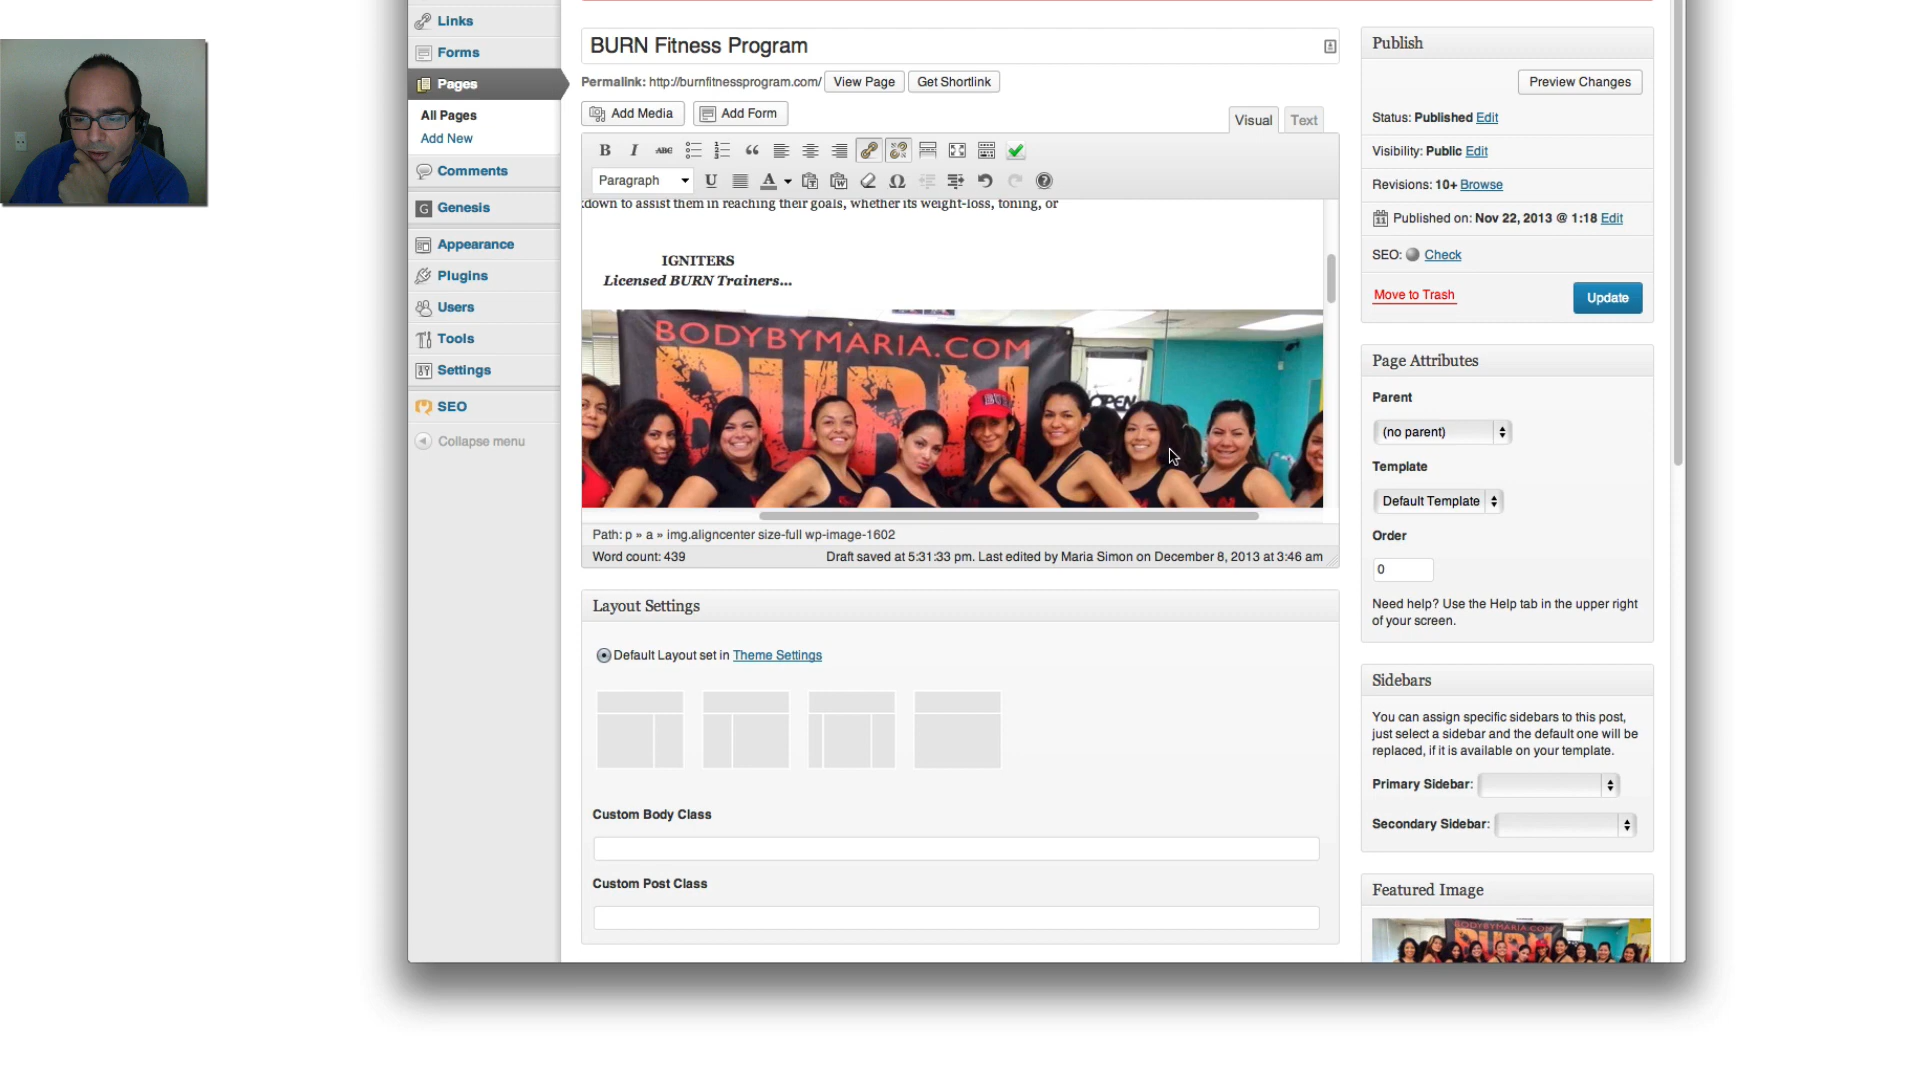 Links
Forms
Pages
All Pages
Add New
Comments
G Genesis
Appearance
Plugins
Users
Tools
Settings
SEO
Collapse menu
BURN Fitness Program
Permalink: http://burnfitnessprogram.com/ View Page Get Shortlink
Add Media Add Form
Visual Text
B I ABC
Paragraph U A Ω
kdown to assist them in reaching their goals, whether its weight-loss, toning, or
IGNITERS
Licensed BURN Trainers...
BODYBYMARIA.COM
BURN
OPEN
Path: p » a » img.aligncenter size-full wp-image-1602
Word count: 439 Draft saved at 5:31:33 pm. Last edited by Maria Simon on December 8, 2013 at 3:46 am
Layout Settings
Default Layout set in Theme Settings
Custom Body Class
Custom Post Class
Publish
Preview Changes
Status: Published Edit
Visibility: Public Edit
Revisions: 10+ Browse
11 Published on: Nov 22, 2013 @ 1:18 Edit
SEO: Check
Move to Trash Update
Page Attributes
Parent
(no parent)
Template
Default Template
Order
0
Need help? Use the Help tab in the upper right
of your screen.
Sidebars
You can assign specific sidebars to this post,
just select a sidebar and the default one will be
replaced, if it is available on your template.
Primary Sidebar:
Secondary Sidebar:
Featured Image
BODYBYMARIA.COM
BURN